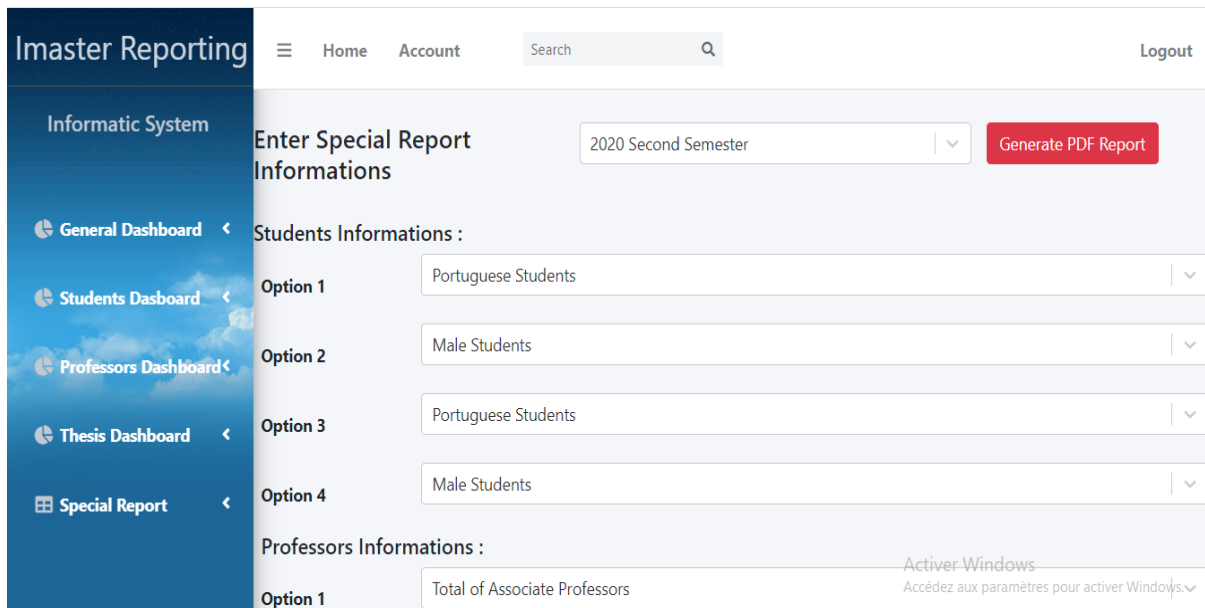 Imaster Reporting
Informatic System
General Dashboard
Students Dasboard
Professors Dashboard
Thesis Dashboard
Special Report
Home
Account
Search
Logout
Enter Special Report
Informations
2020 Second Semester
Generate PDF Report
Students Informations :
Option 1
Portuguese Students
Option 2
Male Students
Option 3
Portuguese Students
Option 4
Male Students
Professors Informations :
Option 1
Total of Associate Professors
Activer Windows
Accédez aux paramètres pour activer Windows.